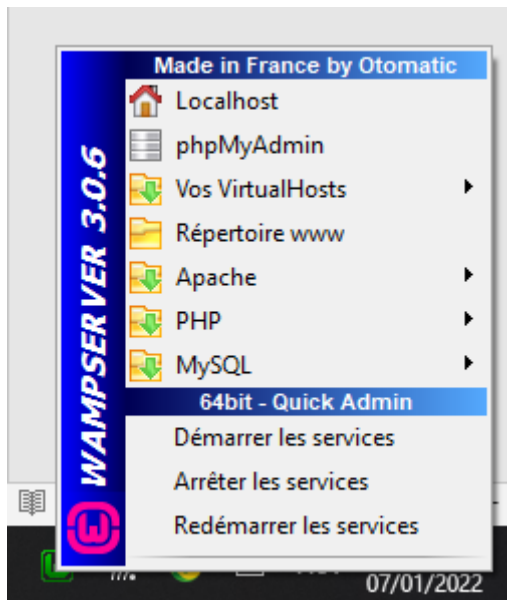 Made in France by Otomatic
WAMPSERVER 3.0.6
Localhost
phpMyAdmin
Vos VirtualHosts
Répertoire www
Apache
PHP
MySQL
64bit - Quick Admin
Démarrer les services
Arrêter les services
Redémarrer les services
07/01/2022